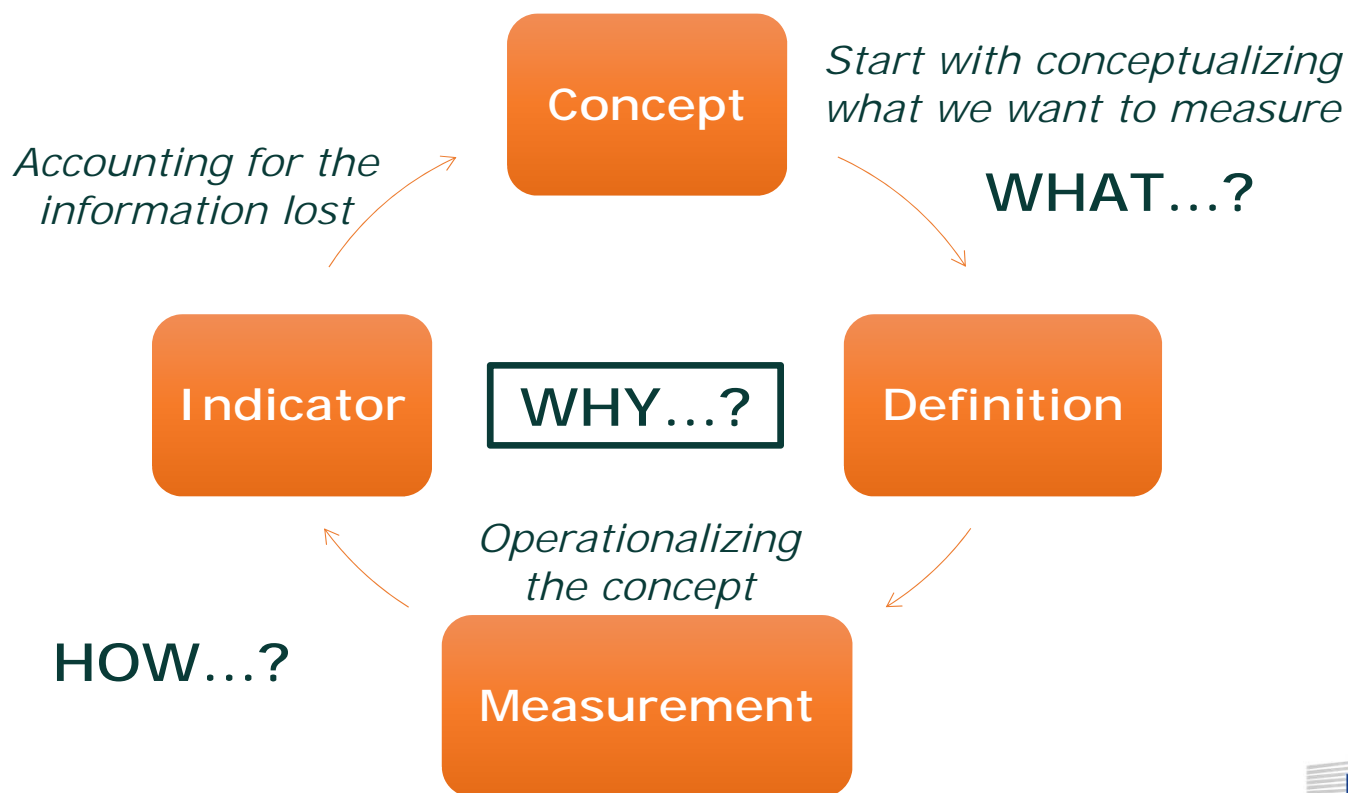 Concept
Start with conceptualizing
what we want to measure
Accounting for the
information lost
WHAT...?
Indicator
WHY...?
Definition
Operationalizing
the concept
HOW...?
Measurement